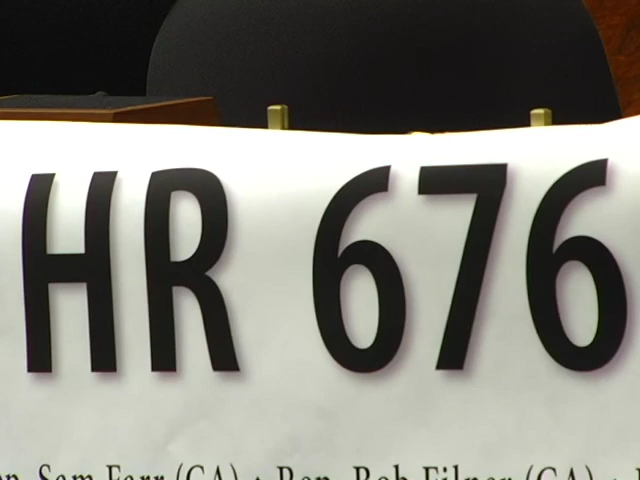 HR 676
Sam Farr (CA) • Rep. Bob Filner (CA) •